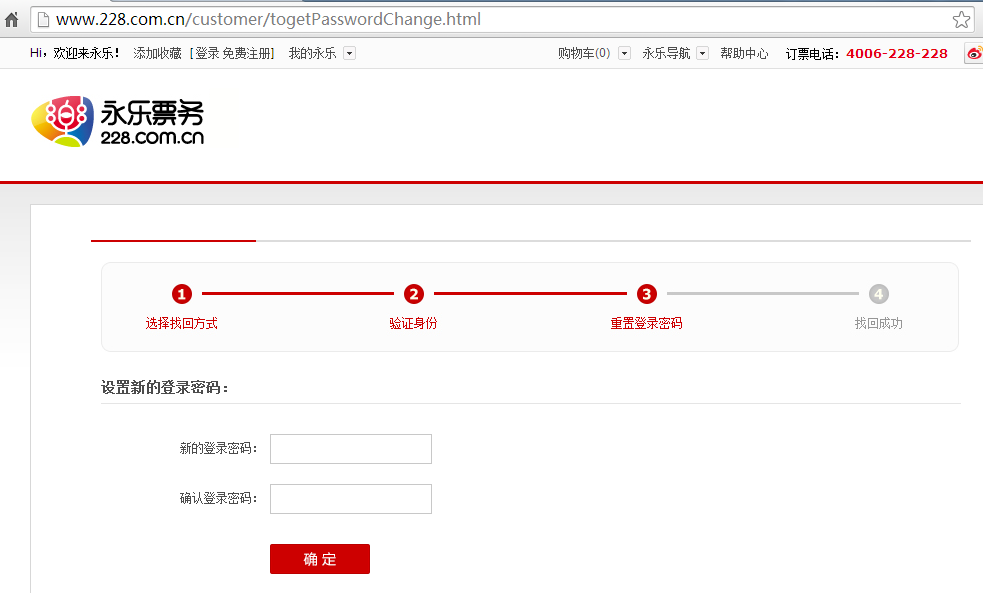 www.228.com.cn/customer/togetPasswordChange.html
Hi，欢迎来永乐！ 添加收藏 [登录 免费注册] 我的永乐 购物车(0) 永乐导航 帮助中心 订票电话：4006-228-228
永乐票务
228.com.cn
1 2 3 4
选择找回方式 验证身份 重置登录密码 找回成功
设置新的登录密码：
新的登录密码：
确认登录密码：
确 定